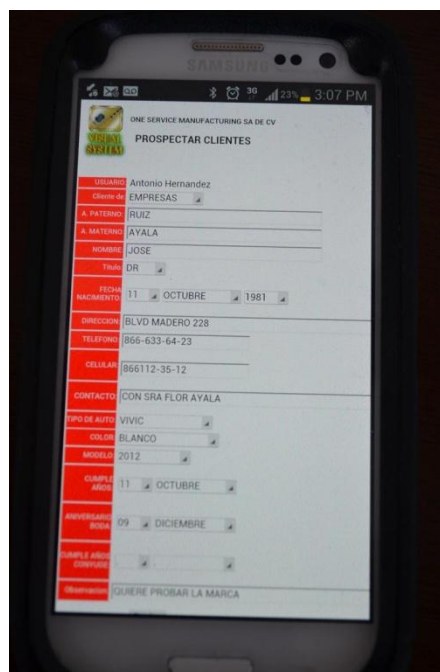 SAMSUNG
3G 23% 3:07 PM
VISUAL
SYSTEM
ONE SERVICE MANUFACTURING SA DE CV
PROSPECTAR CLIENTES
USUARIO: Antonio Hernandez
Cliente de: EMPRESAS
A. PATERNO: RUIZ
A. MATERNO: AYALA
NOMBRE: JOSE
Titulo: DR
FECHA
NACIMIENTO: 11 OCTUBRE 1981
DIRECCION: BLVD MADERO 228
TELEFONO: 866-633-64-23
CELULAR: 866112-35-12
CONTACTO: CON SRA FLOR AYALA
TIPO DE AUTO: VIVIC
COLOR: BLANCO
MODELO: 2012
CUMPLE
AÑOS: 11 OCTUBRE
ANIVERSARIO
BODA: 09 DICIEMBRE
CUMPLE AÑOS
CONYUGE:
Observacion: QUIERE PROBAR LA MARCA